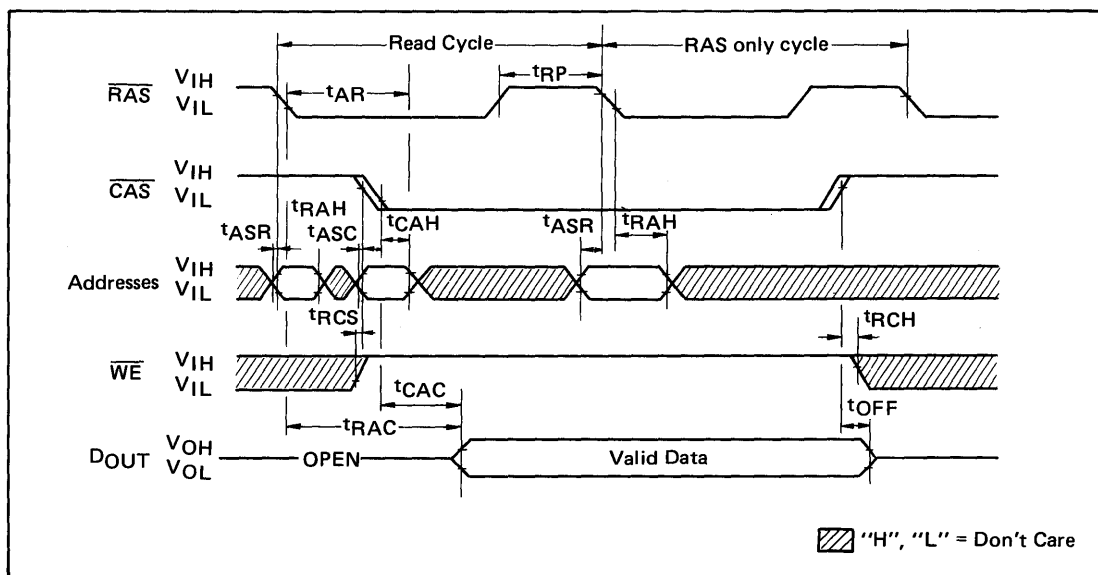 Read Cycle RAS only cycle
tRP
RAS VIH
VIL tAR
CAS VIH
VIL
tRAH
tASR tASC tCAH tASR tRAH
Addresses VIH
VIL
tRCS tRCH
WE VIH
VIL
tCAC
tRAC tOFF
DOUT VOH
VOL OPEN Valid Data
"H", "L" = Don't Care